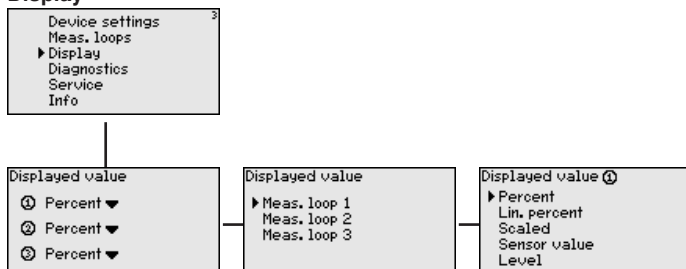 Display
Device settings 3
Meas. loops
Display
Diagnostics
Service
Info
Displayed value
① Percent
② Percent
③ Percent
Displayed value
Meas. loop 1
Meas. loop 2
Meas. loop 3
Displayed value ①
Percent
Lin. percent
Scaled
Sensor value
Level